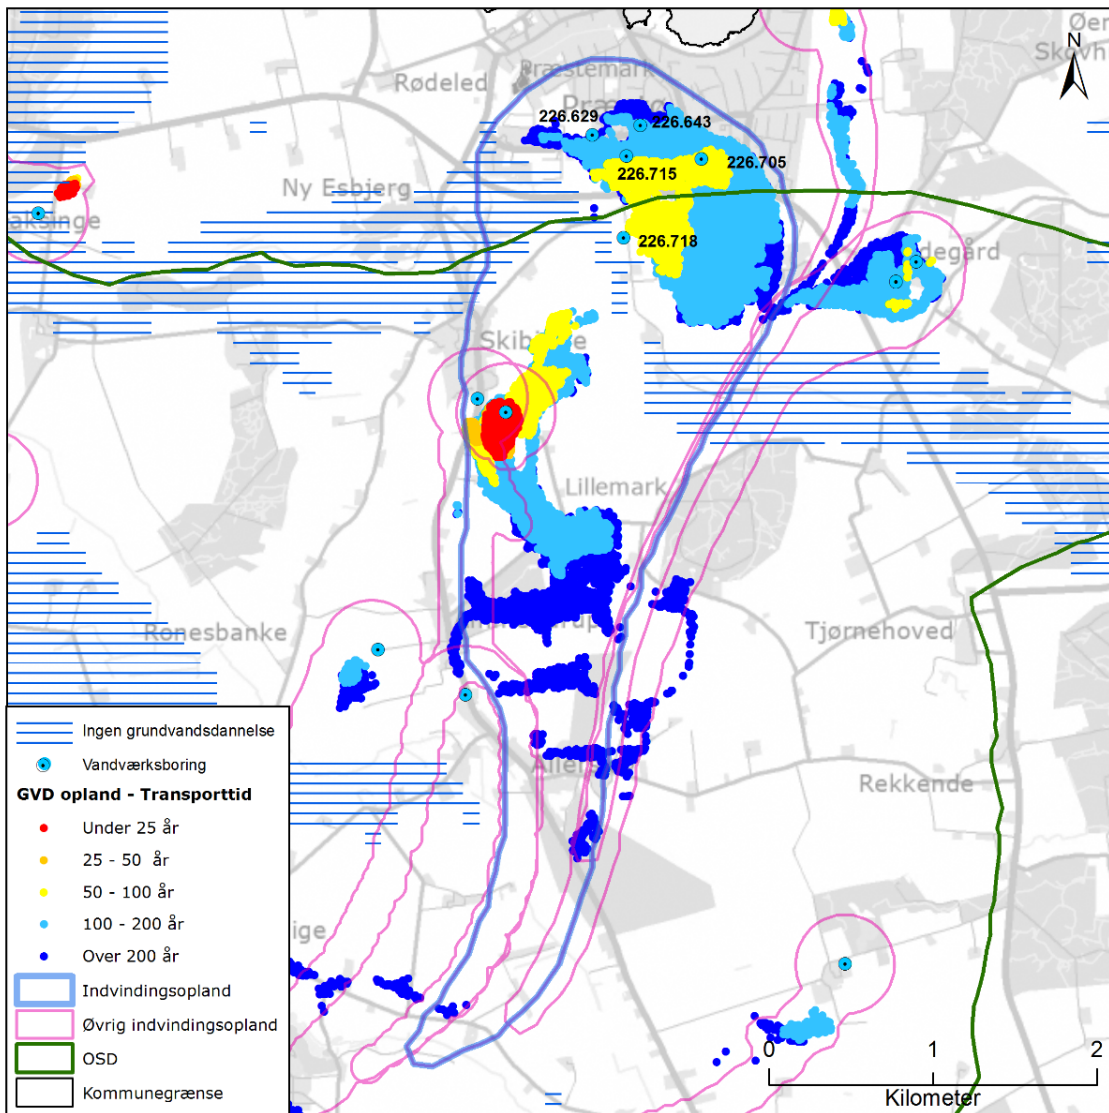 Rødeled
Præstemark
Skovh
N
226.629
226.643
226.715
226.705
Ny Esbjerg
226.718
Lillemark
Ronesbanke
Tjørnehoved
Rekkende
Ingen grundvandsdannelse
Vandværksboring
GVD opland - Transporttid
Under 25 år
25 - 50 år
50 - 100 år
100 - 200 år
Over 200 år
Indvindingsopland
Øvrig indvindingsopland
OSD
Kommunegrænse
0 1 2
Kilometer